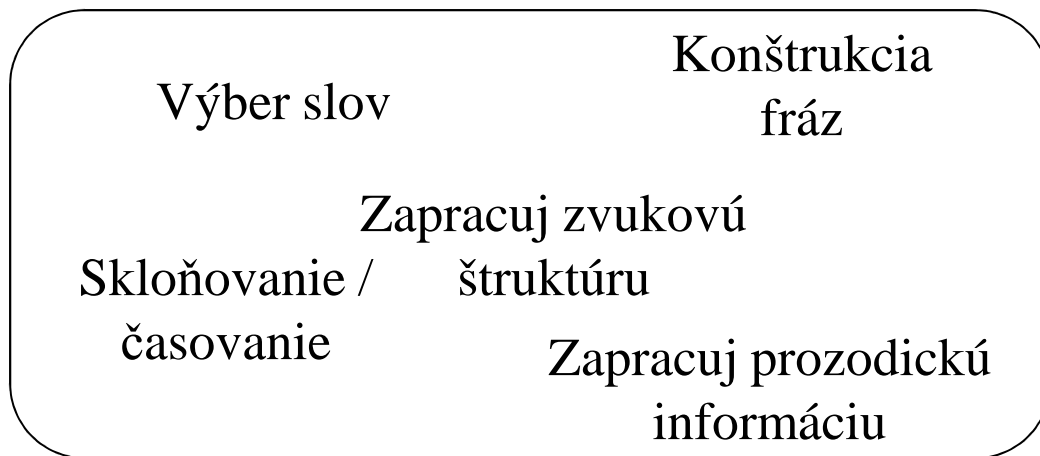 Výber slov
Konštrukcia
fráz
Zapracuj zvukovú
štruktúru
Skloňovanie /
časovanie
Zapracuj prozodickú
informáciu